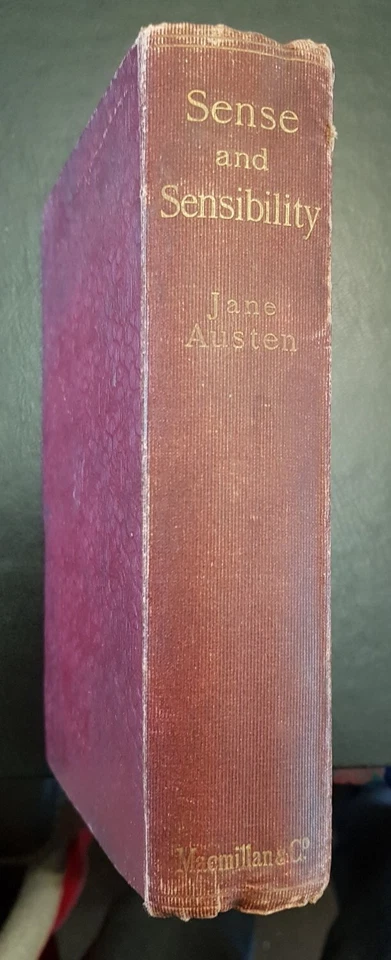 Sense
and
Sensibility
Jane
Austen
Macmillan & Co.